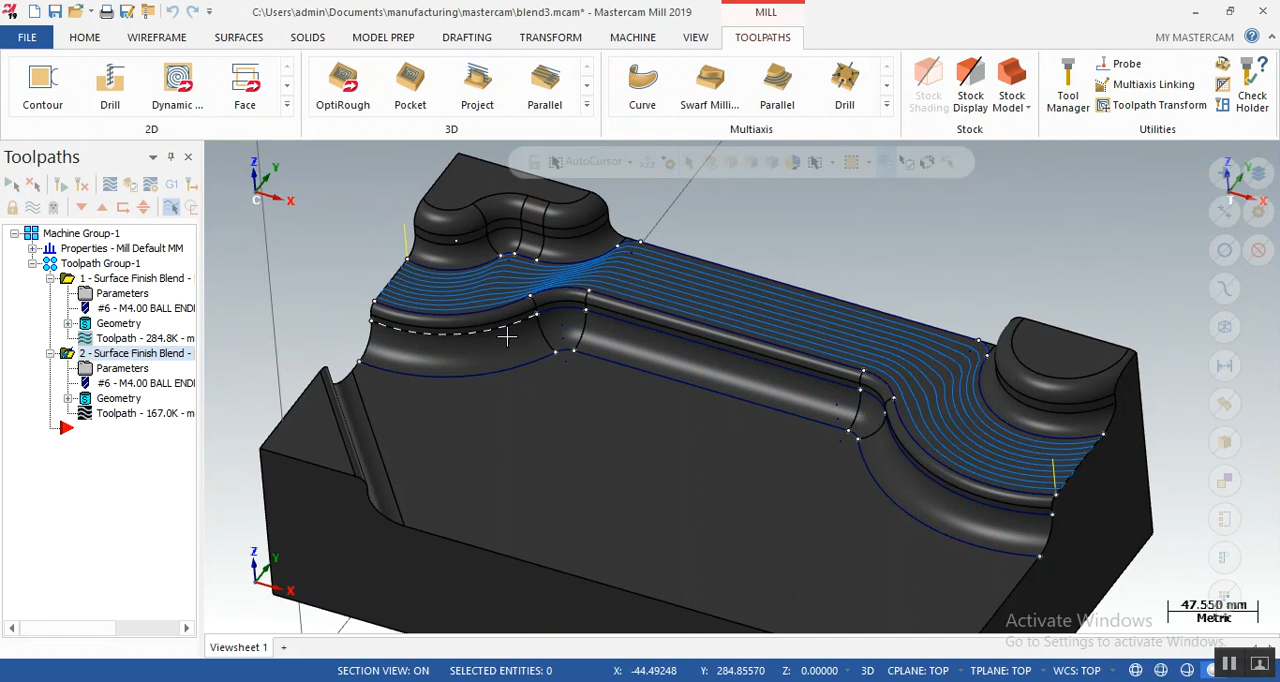 C:\Users\admin\Documents\manufacturing\mastercam\blend3.mcam* - Mastercam Mill 2019
MILL
FILE HOME WIREFRAME SURFACES SOLIDS MODEL PREP DRAFTING TRANSFORM MACHINE VIEW TOOLPATHS MY MASTERCAM
Contour Drill Dynamic ... Face
OptiRough Pocket Project Parallel
Curve Swarf Milli... Parallel Drill
Stock Shading
Stock Display
Stock Model
Tool Manager
Probe
Multiaxis Linking
Toolpath Transform
Check Holder
2D 3D Multiaxis Stock Utilities
Toolpaths
G1
Machine Group-1
Properties - Mill Default MM
Toolpath Group-1
1 - Surface Finish Blend -
Parameters
#6 - M4.00 BALL END
Geometry
Toolpath - 284.8K - m
2 - Surface Finish Blend -
Parameters
#6 - M4.00 BALL END
Geometry
Toolpath - 167.0K - m
AutoCursor
Z Y X C
Z Y X T
Z Y X
47.550 mm
Metric
Activate Windows
Go to Settings to activate Windows.
Viewsheet 1 +
SECTION VIEW: ON SELECTED ENTITIES: 0 X: -44.49248 Y: 284.85570 Z: 0.00000 3D CPLANE: TOP TPLANE: TOP WCS: TOP